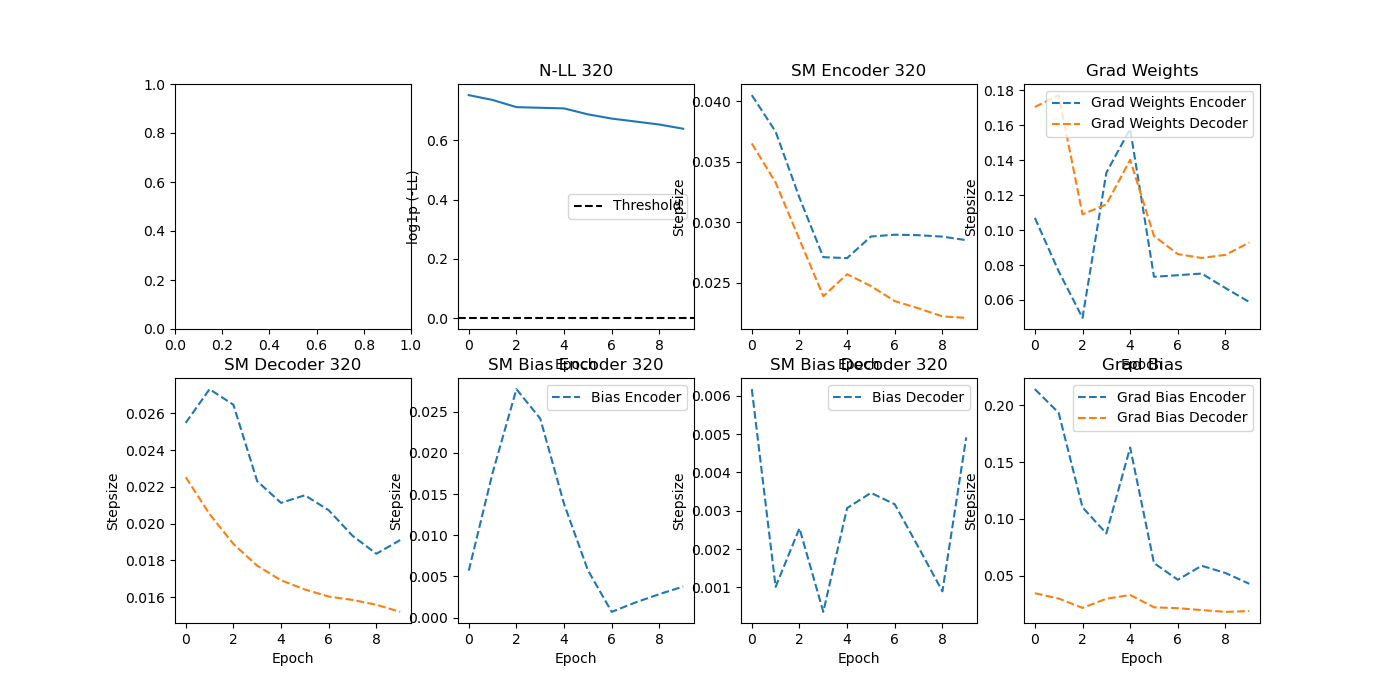 1.0
0.8
0.6
0.4
0.2
0.0
0.0 0.2 0.4 0.6 0.8 1.0
N-LL 320
log1p (-LL)
0.6
0.4
0.2
0.0
Threshold
0 2 4 6 8
Epoch
SM Encoder 320
Stepsize
0.040
0.035
0.030
0.025
0 2 4 6 8
Epoch
Grad Weights
Stepsize
0.18
0.16
0.14
0.12
0.10
0.08
0.06
Grad Weights Encoder
Grad Weights Decoder
0 2 4 6 8
Epoch
SM Decoder 320
Stepsize
0.026
0.024
0.022
0.020
0.018
0.016
0 2 4 6 8
Epoch
SM Bias Encoder 320
Stepsize
0.025
0.020
0.015
0.010
0.005
0.000
Bias Encoder
0 2 4 6 8
Epoch
SM Bias Decoder 320
Stepsize
0.006
0.005
0.004
0.003
0.002
0.001
Bias Decoder
0 2 4 6 8
Epoch
Grad Bias
Stepsize
0.20
0.15
0.10
0.05
Grad Bias Encoder
Grad Bias Decoder
0 2 4 6 8
Epoch